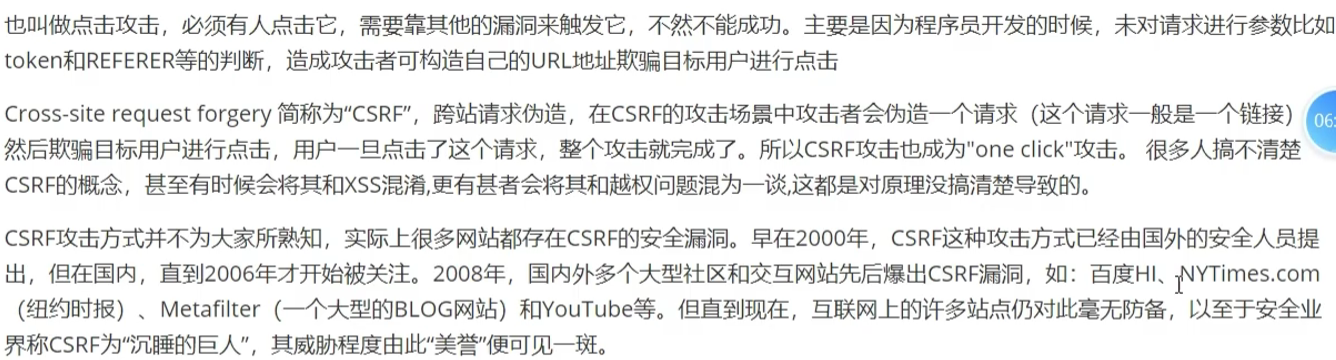 也叫做点击攻击，必须有人点击它，需要靠其他的漏洞来触发它，不然不能成功。主要是因为程序员开发的时候，未对请求进行参数比如
token和REFERER等的判断，造成攻击者可构造自己的URL地址欺骗目标用户进行点击
Cross-site request forgery 简称为“CSRF”，跨站请求伪造，在CSRF的攻击场景中攻击者会伪造一个请求（这个请求一般是一个链接）
06:
然后欺骗目标用户进行点击，用户一旦点击了这个请求，整个攻击就完成了。所以CSRF攻击也成为"one click"攻击。 很多人搞不清楚
CSRF的概念，甚至有时候会将其和XSS混淆,更有甚者会将其和越权问题混为一谈,这都是对原理没搞清楚导致的。
CSRF攻击方式并不为大家所熟知，实际上很多网站都存在CSRF的安全漏洞。早在2000年，CSRF这种攻击方式已经由国外的安全人员提
出，但在国内，直到2006年才开始被关注。2008年，国内外多个大型社区和交互网站先后爆出CSRF漏洞，如：百度HI、NYTimes.com
（纽约时报）、Metafilter（一个大型的BLOG网站）和YouTube等。但直到现在，互联网上的许多站点仍对此毫无防备，以至于安全业
界称CSRF为“沉睡的巨人”，其威胁程度由此“美誉”便可见一斑。